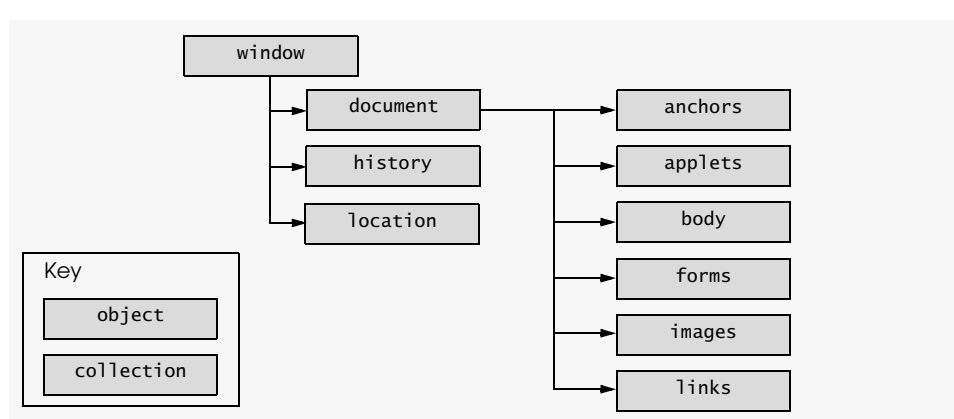 window
document
anchors
history
applets
location
body
Key
forms
object
images
collection
links